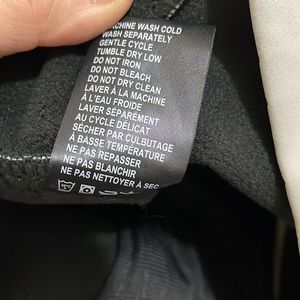 MACHINE WASH COLD
WASH SEPARATELY
GENTLE CYCLE
TUMBLE DRY LOW
DO NOT IRON
DO NOT BLEACH
DO NOT DRY CLEAN
LAVER À LA MACHINE
À L'EAU FROIDE
LAVER SÉPARÉMENT
AU CYCLE DÉLICAT
SÉCHER PAR CULBUTAGE
À BASSE TEMPÉRATURE
NE PAS REPASSER
NE PAS BLANCHIR
NE PAS NETTOYER À SEC